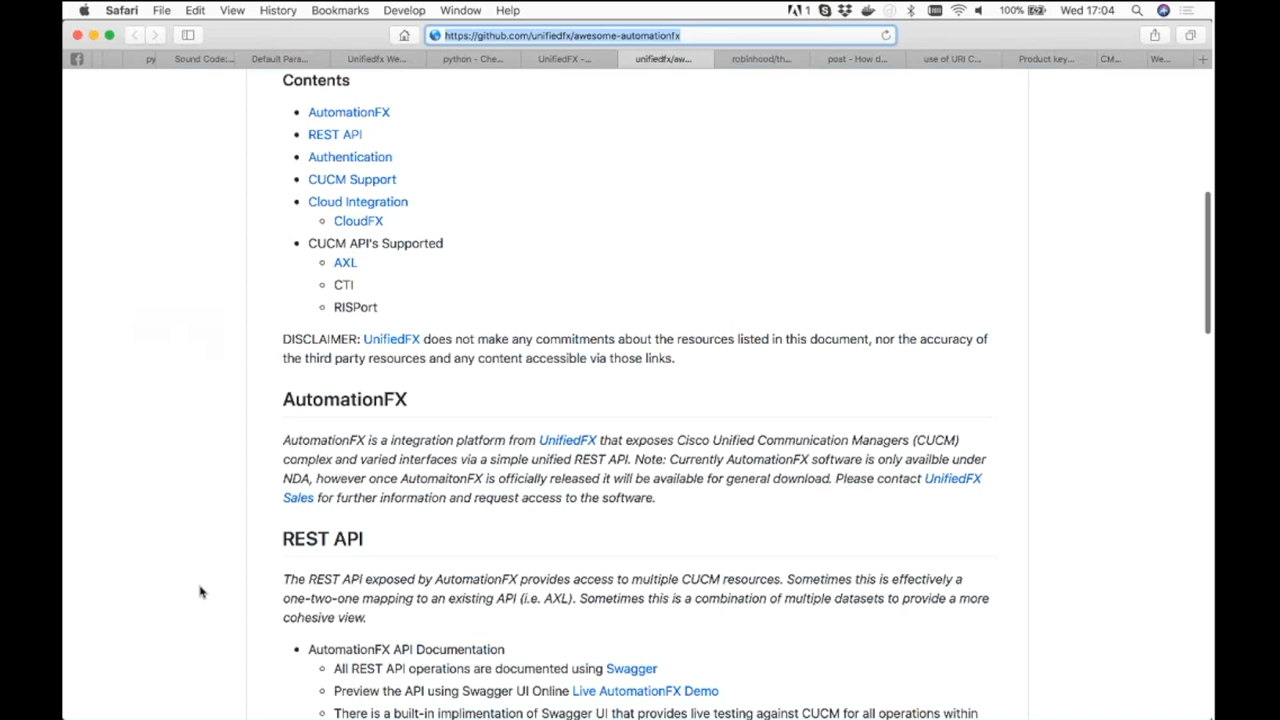 Safari File Edit View History Bookmarks Develop Window Help 1 100% Wed 17:04
https://github.com/unifiedfx/awesome-automationfx
py Sound Code:... Default Para... Unifiedfx We... python - Che... UnifiedFX -... unifiedfx/aw... robinhood/th... post - How d... use of URI C... Product key... CM... We...
Contents
AutomationFX
REST API
Authentication
CUCM Support
Cloud Integration
CloudFX
CUCM API's Supported
AXL
CTI
RISPort
DISCLAIMER: UnifiedFX does not make any commitments about the resources listed in this document, nor the accuracy of
the third party resources and any content accessible via those links.
AutomationFX
AutomationFX is a integration platform from UnifiedFX that exposes Cisco Unified Communication Managers (CUCM)
complex and varied interfaces via a simple unified REST API. Note: Currently AutomationFX software is only availble under
NDA, however once AutomaitonFX is officially released it will be available for general download. Please contact UnifiedFX
Sales for further information and request access to the software.
REST API
The REST API exposed by AutomationFX provides access to multiple CUCM resources. Sometimes this is effectively a
one-two-one mapping to an existing API (i.e. AXL). Sometimes this is a combination of multiple datasets to provide a more
cohesive view.
AutomationFX API Documentation
All REST API operations are documented using Swagger
Preview the API using Swagger UI Online Live AutomationFX Demo
There is a built-in implimentation of Swagger UI that provides live testing against CUCM for all operations within